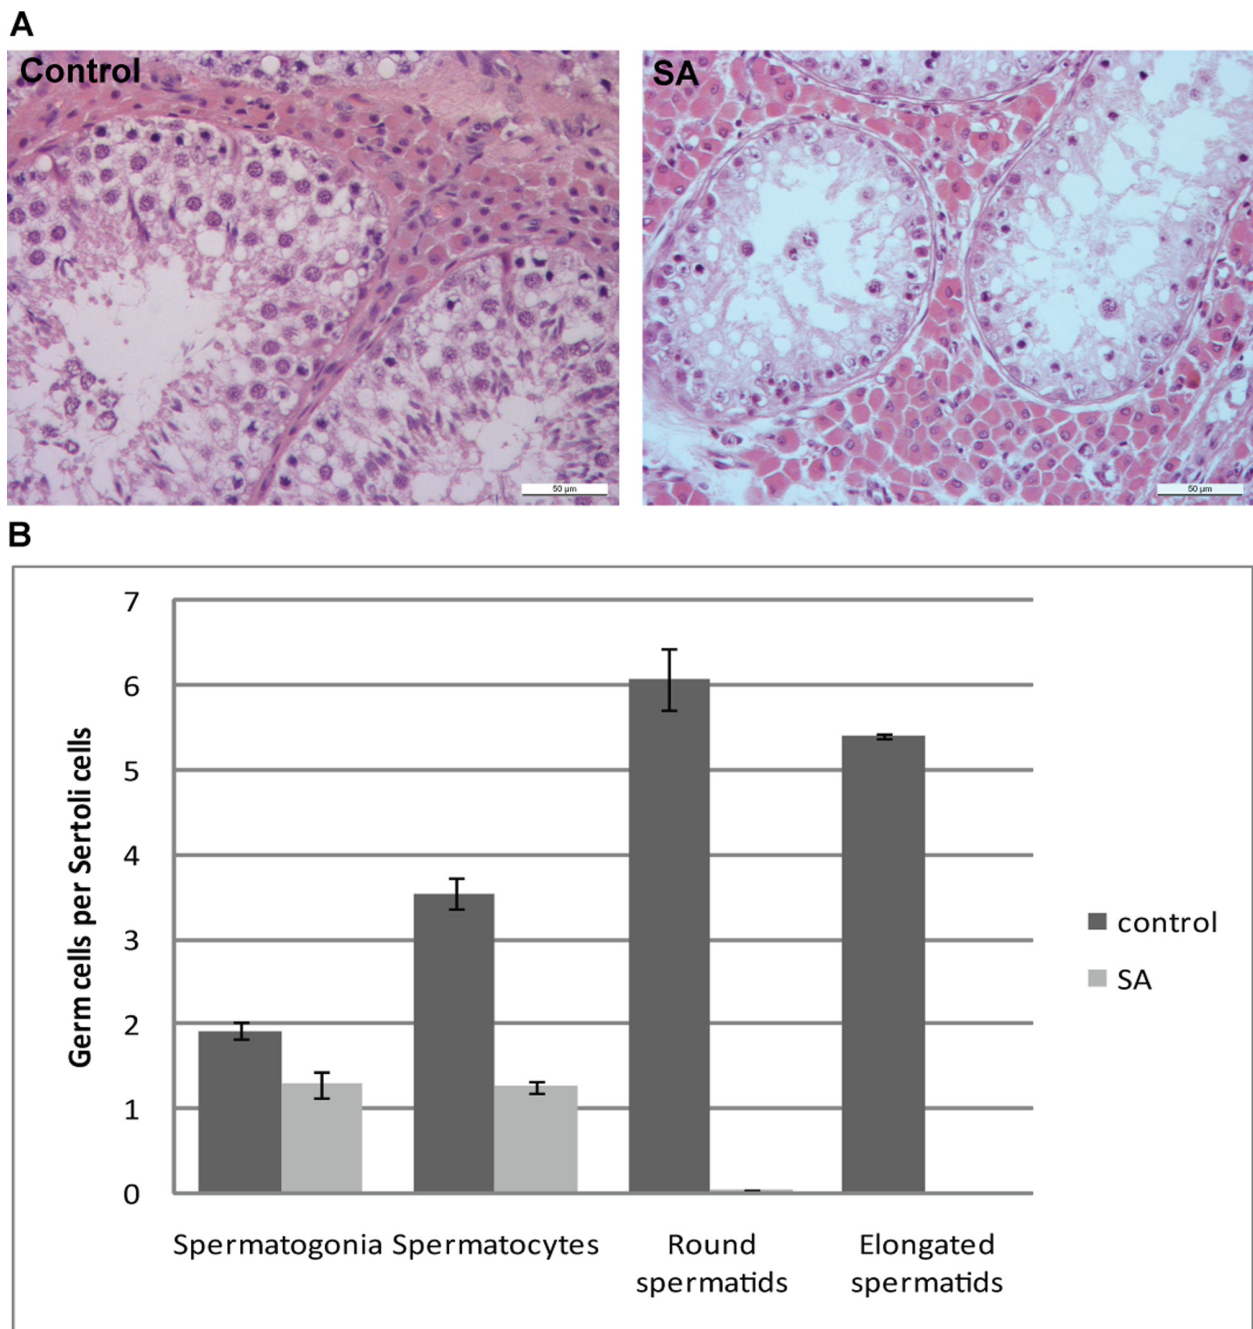 A
Control
SA
50 µm
50 µm
B
7
6
5
4
3
2
1
0
Germ cells per Sertoli cells
Spermatogonia
Spermatocytes
Round
spermatids
Elongated
spermatids
control
SA